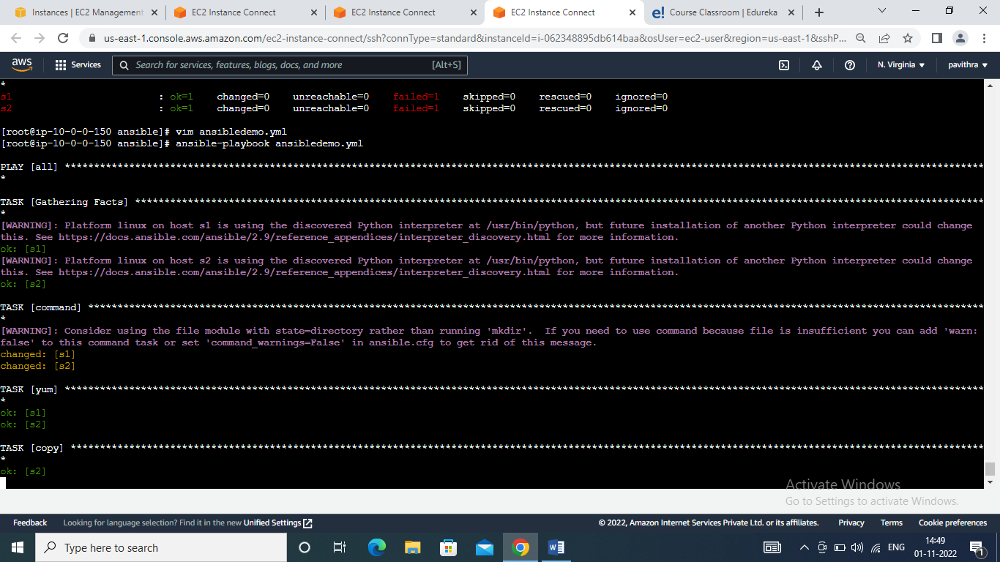 Instances | EC2 Management
EC2 Instance Connect
EC2 Instance Connect
EC2 Instance Connect
e! Course Classroom | Edureka
us-east-1.console.aws.amazon.com/ec2-instance-connect/ssh?connType=standard&instanceId=i-062348895db614baa&osUser=ec2-user&region=us-east-1&sshP...
aws
Services
Search for services, features, blogs, docs, and more [Alt+S]
N. Virginia
pavithra
*
s1 : ok=1 changed=0 unreachable=0 failed=1 skipped=0 rescued=0 ignored=0
s2 : ok=1 changed=0 unreachable=0 failed=1 skipped=0 rescued=0 ignored=0
[root@ip-10-0-0-150 ansible]# vim ansibledemo.yml
[root@ip-10-0-0-150 ansible]# ansible-playbook ansibledemo.yml
PLAY [all] ****************************************************************************************************************************************************************
*
TASK [Gathering Facts] ****************************************************************************************************************************************************
*
[WARNING]: Platform linux on host s1 is using the discovered Python interpreter at /usr/bin/python, but future installation of another Python interpreter could change
this. See https://docs.ansible.com/ansible/2.9/reference_appendices/interpreter_discovery.html for more information.
ok: [s1]
[WARNING]: Platform linux on host s2 is using the discovered Python interpreter at /usr/bin/python, but future installation of another Python interpreter could change
this. See https://docs.ansible.com/ansible/2.9/reference_appendices/interpreter_discovery.html for more information.
ok: [s2]
TASK [command] ************************************************************************************************************************************************************
*
[WARNING]: Consider using the file module with state=directory rather than running 'mkdir'.  If you need to use command because file is insufficient you can add 'warn:
false' to this command task or set 'command_warnings=False' in ansible.cfg to get rid of this message.
changed: [s1]
changed: [s2]
TASK [yum] ****************************************************************************************************************************************************************
*
ok: [s1]
ok: [s2]
TASK [copy] ***************************************************************************************************************************************************************
*
ok: [s2]
Activate Windows
Go to Settings to activate Windows.
Feedback
Looking for language selection? Find it in the new Unified Settings
© 2022, Amazon Internet Services Private Ltd. or its affiliates.
Privacy
Terms
Cookie preferences
Type here to search
ENG
14:49
01-11-2022
1